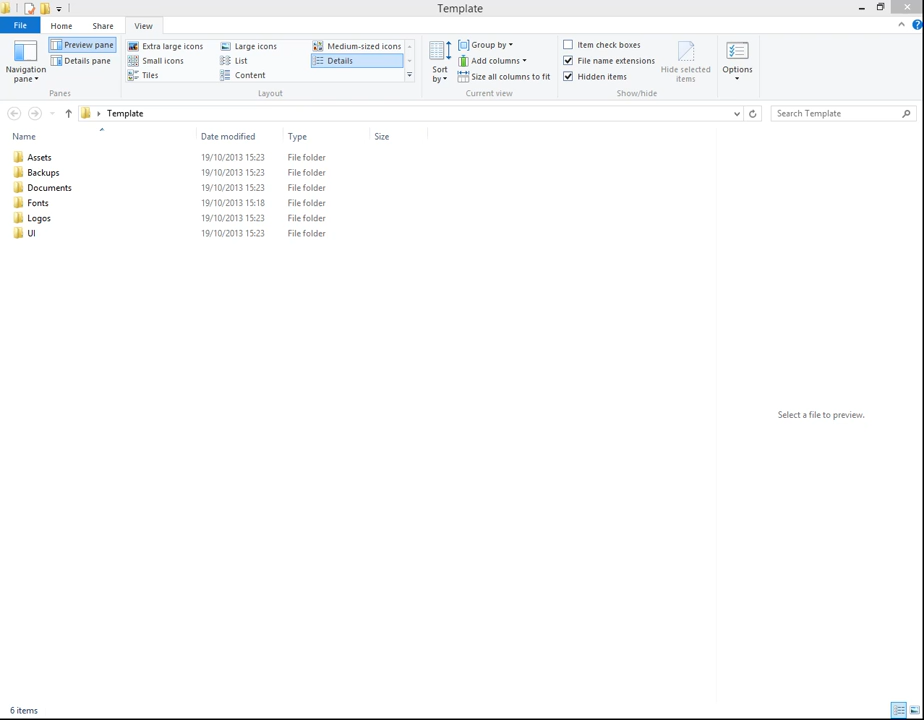 Template
File Home Share View
Navigation pane
Preview pane
Details pane
Panes
Extra large icons Large icons Medium-sized icons
Small icons List Details
Tiles Content
Layout
Sort by
Group by
Add columns
Size all columns to fit
Current view
Item check boxes
File name extensions
Hidden items
Hide selected items
Show/hide
Options
Template
Search Template
Name Date modified Type Size
Assets 19/10/2013 15:23 File folder
Backups 19/10/2013 15:23 File folder
Documents 19/10/2013 15:23 File folder
Fonts 19/10/2013 15:18 File folder
Logos 19/10/2013 15:23 File folder
UI 19/10/2013 15:23 File folder
Select a file to preview.
6 items